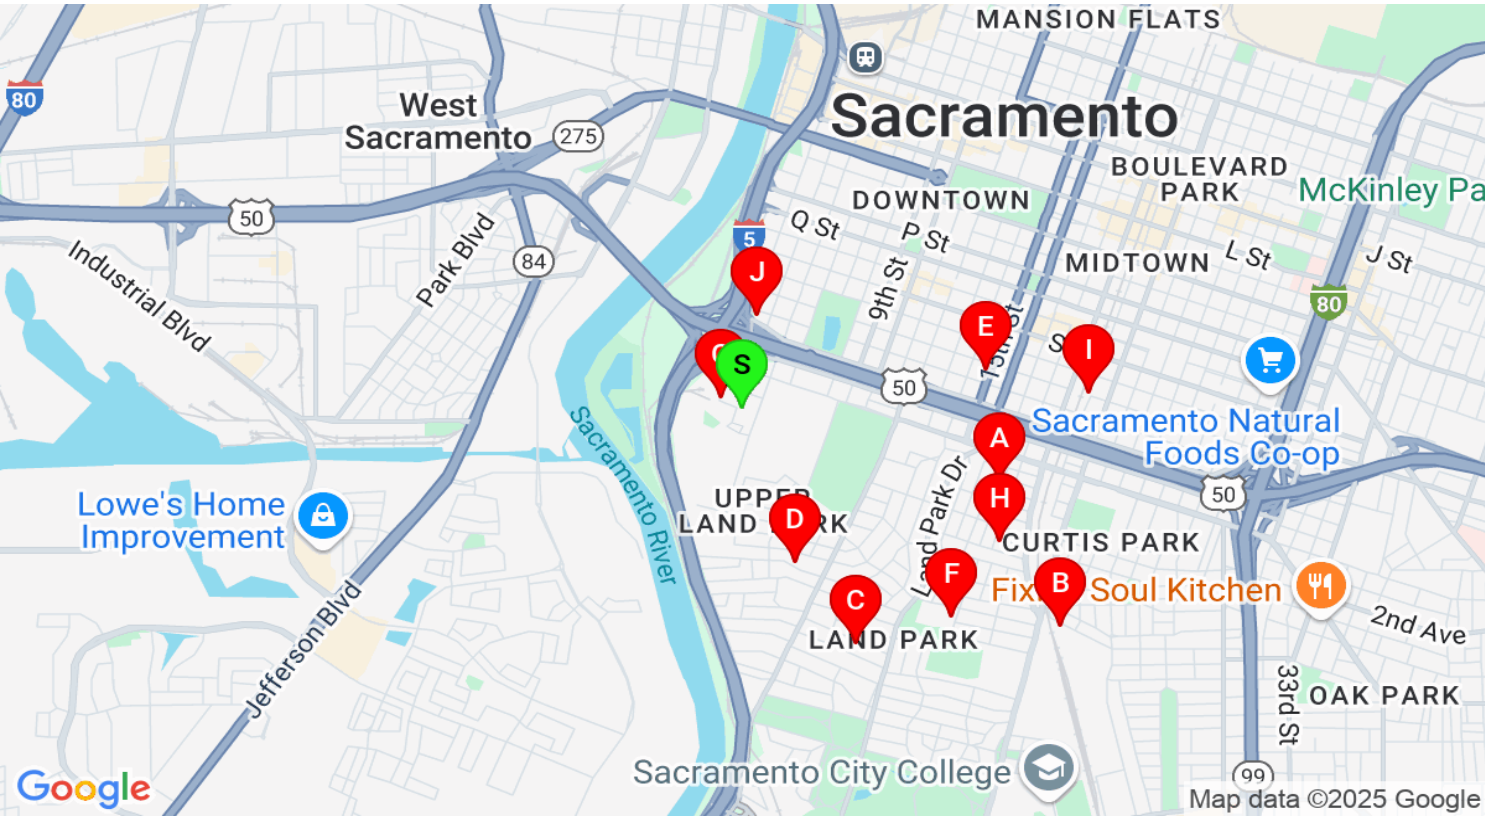 MANSION FLATS
80
West
Sacramento
275
Sacramento
BOULEVARD
PARK
McKinley Pa
DOWNTOWN
50
Q St
P St
5
Industrial Blvd
Park Blvd
84
L St
J St
MIDTOWN
9th St
J
80
E
15th St
S
I
S
50
Sacramento Natural
Foods Co-op
A
Sacramento River
Land Park Dr
50
Lowe's Home
Improvement
UPPER
LAND PARK
D
H
CURTIS PARK
F
B
C
Soul Kitchen
2nd Ave
LAND PARK
Jefferson Blvd
33rd St
OAK PARK
Sacramento City College
99
Google
Map data ©2025 Google